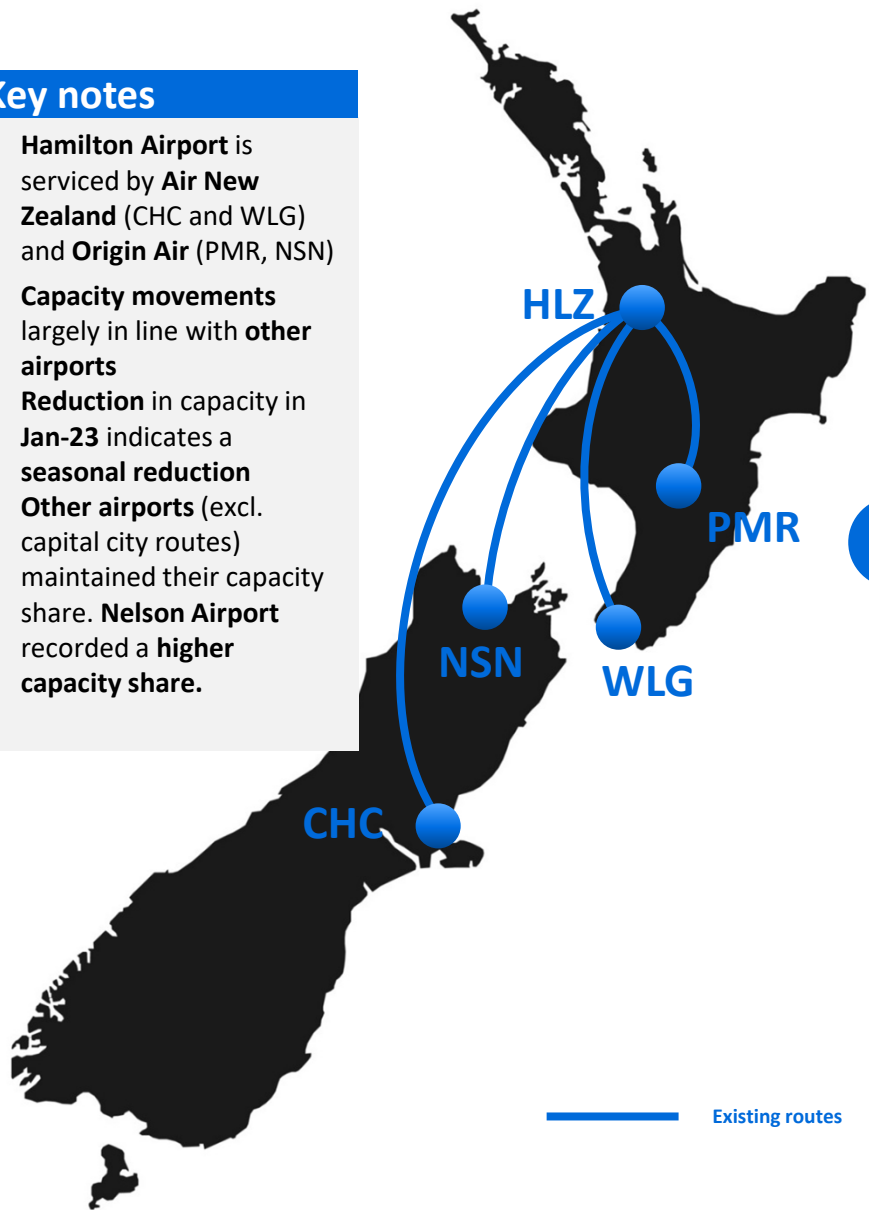 Key notes
Hamilton Airport is
serviced by Air New
Zealand (CHC and WLG)
and Origin Air (PMR, NSN)
Capacity movements
largely in line with other
airports
Reduction in capacity in
Jan-23 indicates a
seasonal reduction
Other airports (excl.
capital city routes)
maintained their capacity
share. Nelson Airport
recorded a higher
capacity share.
HLZ
PMR
NSN
WLG
CHC
Existing routes